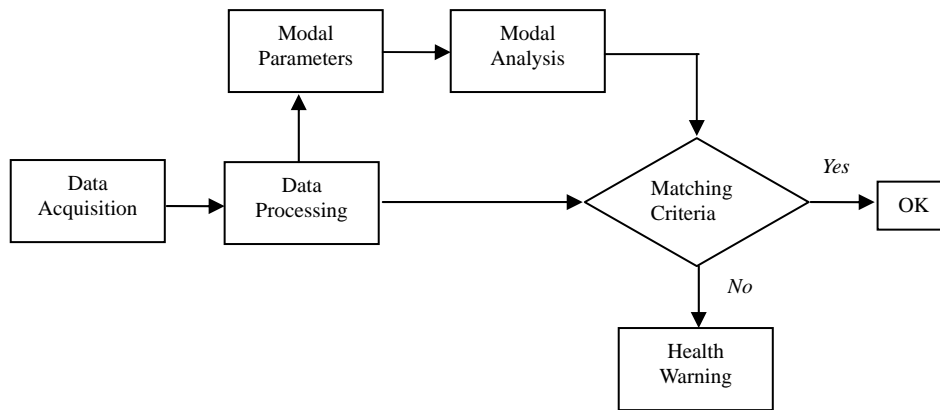 Modal
Parameters
Modal
Analysis
Data
Acquisition
Data
Processing
Matching
Criteria
Yes
OK
No
Health
Warning